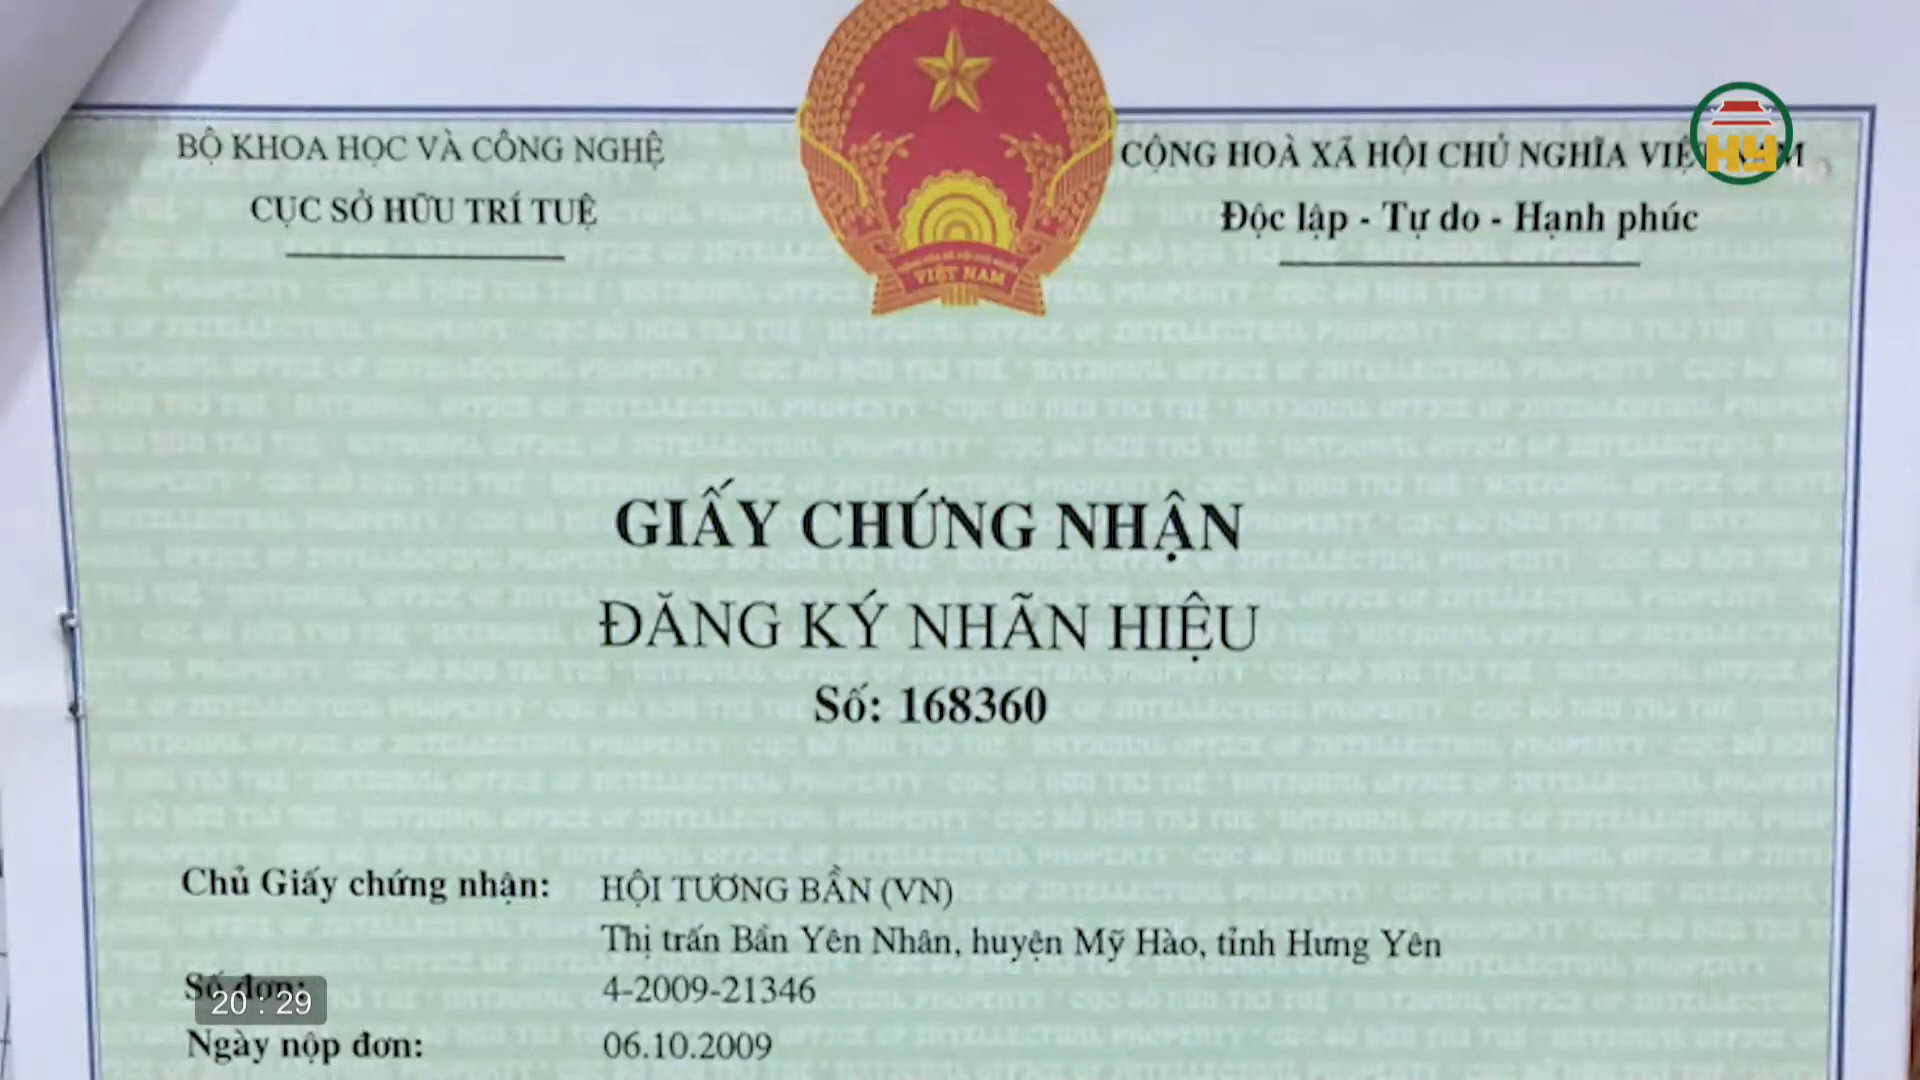 BỘ KHOA HỌC VÀ CÔNG NGHỆ
CỤC SỞ HỮU TRÍ TUỆ
CỘNG HOÀ XÃ HỘI CHỦ NGHĨA VIỆT NAM
Độc lập - Tự do - Hạnh phúc
HY
VIỆT NAM
GIẤY CHỨNG NHẬN
ĐĂNG KÝ NHÃN HIỆU
Số: 168360
Chủ Giấy chứng nhận: HỘI TƯƠNG BẦN (VN)
Thị trấn Bần Yên Nhân, huyện Mỹ Hào, tỉnh Hưng Yên
Số đơn: 4-2009-21346
20 : 29
Ngày nộp đơn: 06.10.2009